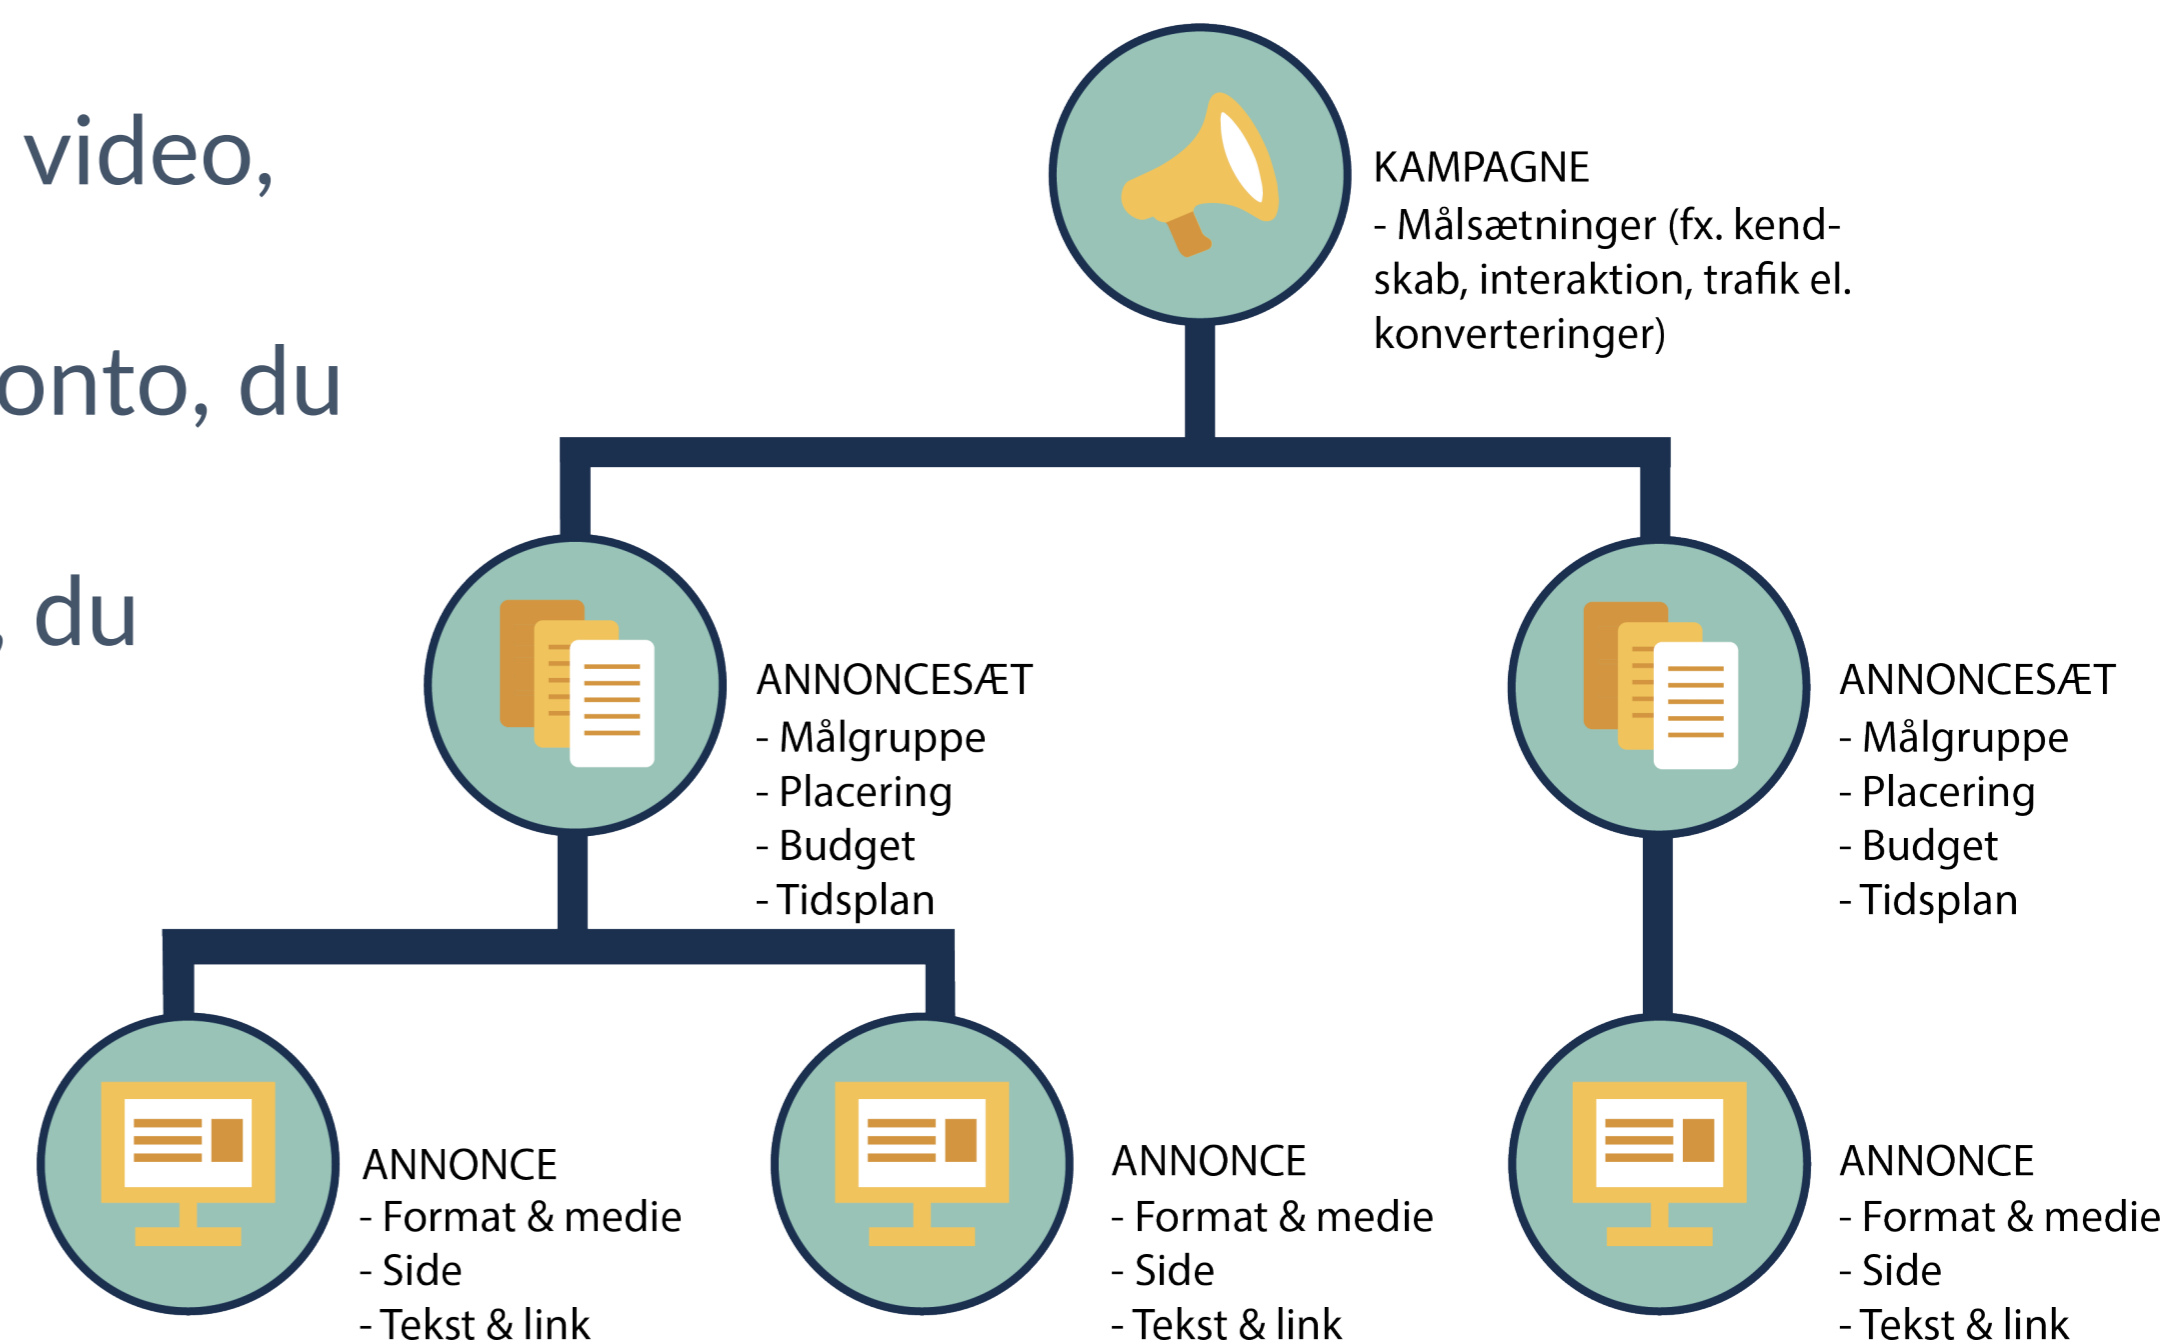 video,
onto, du
, du
KAMPAGNE
- Målsætninger (fx. kend-
skab, interaktion, trafik el.
konverteringer)
ANNONCESÆT
- Målgruppe
- Placering
- Budget
- Tidsplan
ANNONCESÆT
- Målgruppe
- Placering
- Budget
- Tidsplan
ANNONCE
- Format & medie
- Side
- Tekst & link
ANNONCE
- Format & medie
- Side
- Tekst & link
ANNONCE
- Format & medie
- Side
- Tekst & link